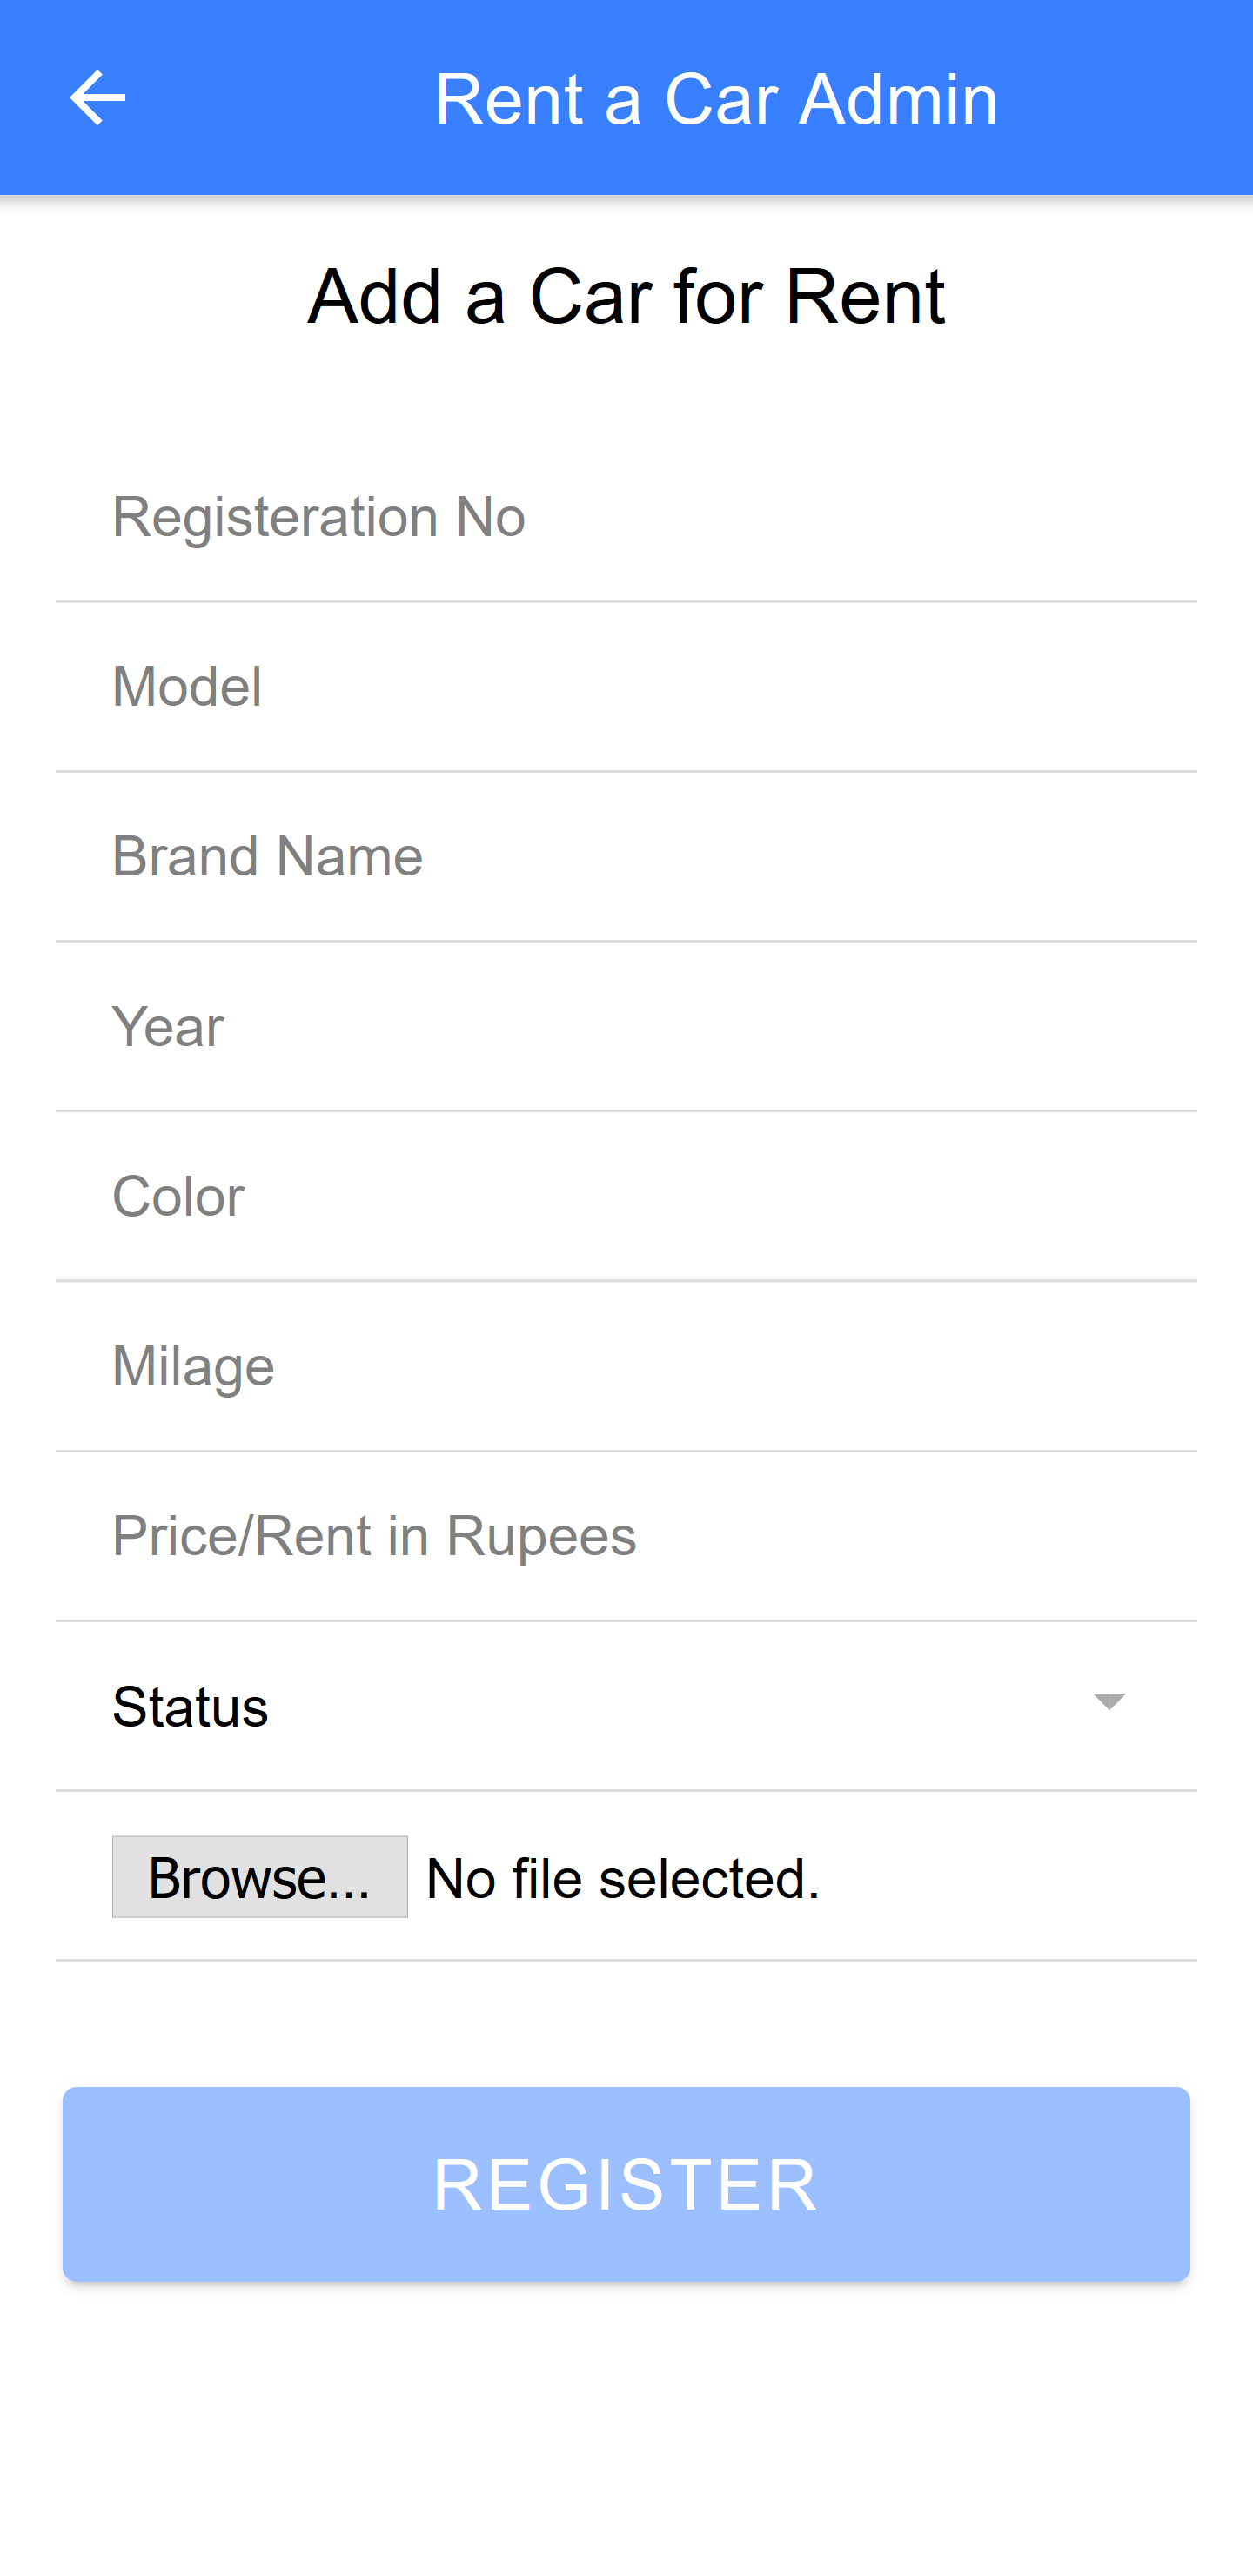 Rent a Car Admin
Add a Car for Rent
Registeration No
Model
Brand Name
Year
Color
Milage
Price/Rent in Rupees
Status
Browse... No file selected.
REGISTER